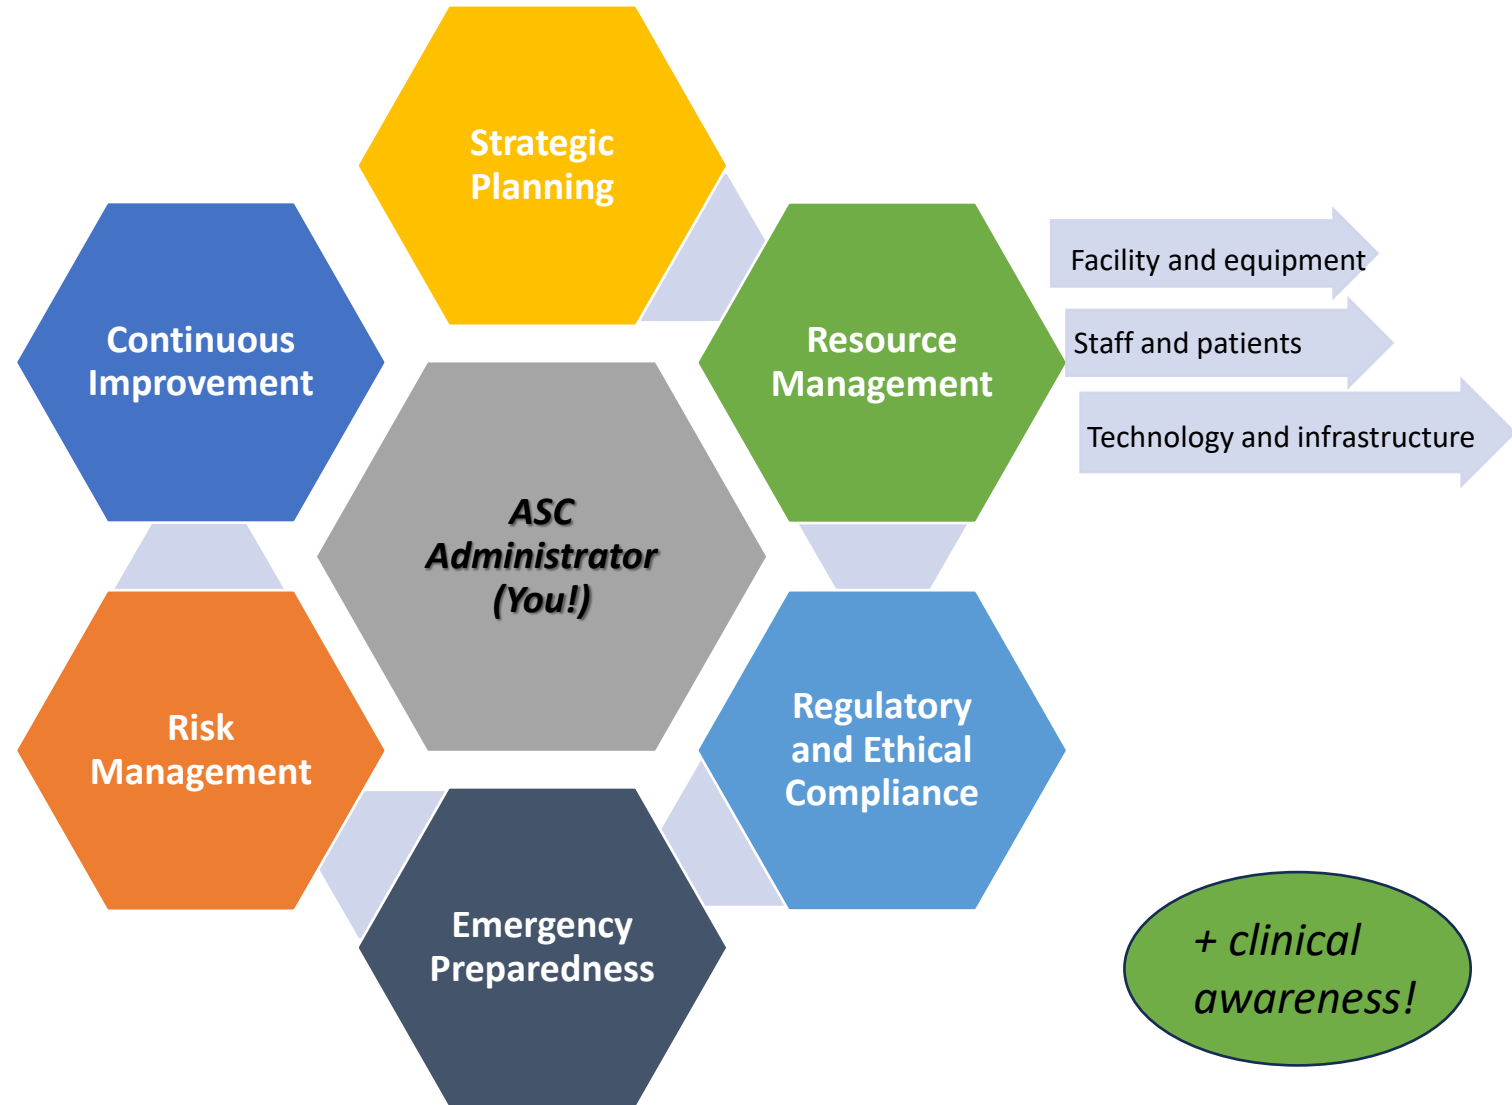 Strategic
Planning
Continuous
Improvement
Resource
Management
Facility and equipment
Staff and patients
Technology and infrastructure
ASC
Administrator
(You!)
Risk
Management
Regulatory
and Ethical
Compliance
Emergency
Preparedness
+ clinical
awareness!